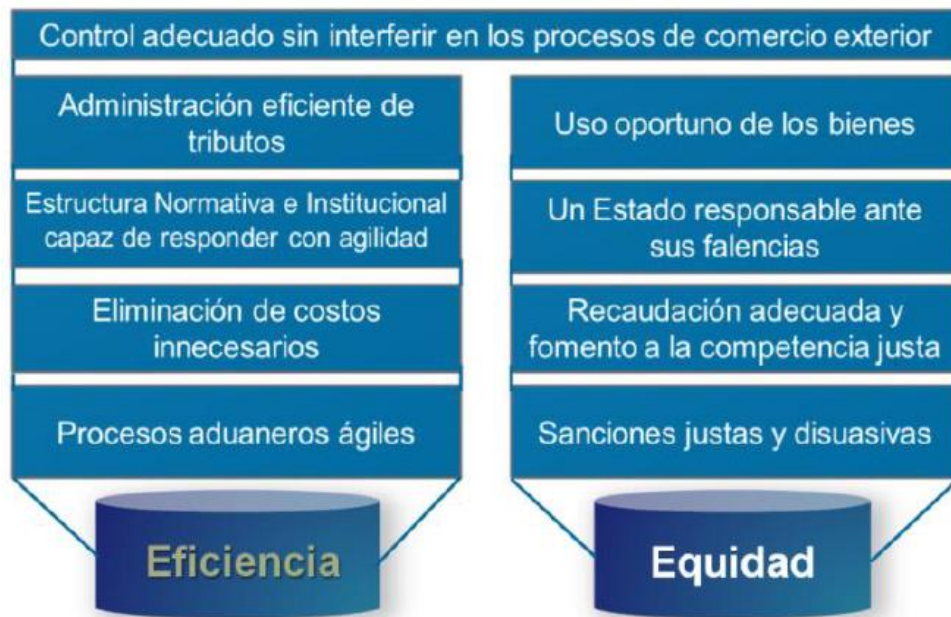 Control adecuado sin interferir en los procesos de comercio exterior
Administración eficiente de
tributos
Estructura Normativa e Institucional
capaz de responder con agilidad
Eliminación de costos
innecesarios
Procesos aduaneros ágiles
Eficiencia
Uso oportuno de los bienes
Un Estado responsable ante
sus falencias
Recaudación adecuada y
fomento a la competencia justa
Sanciones justas y disuasivas
Equidad